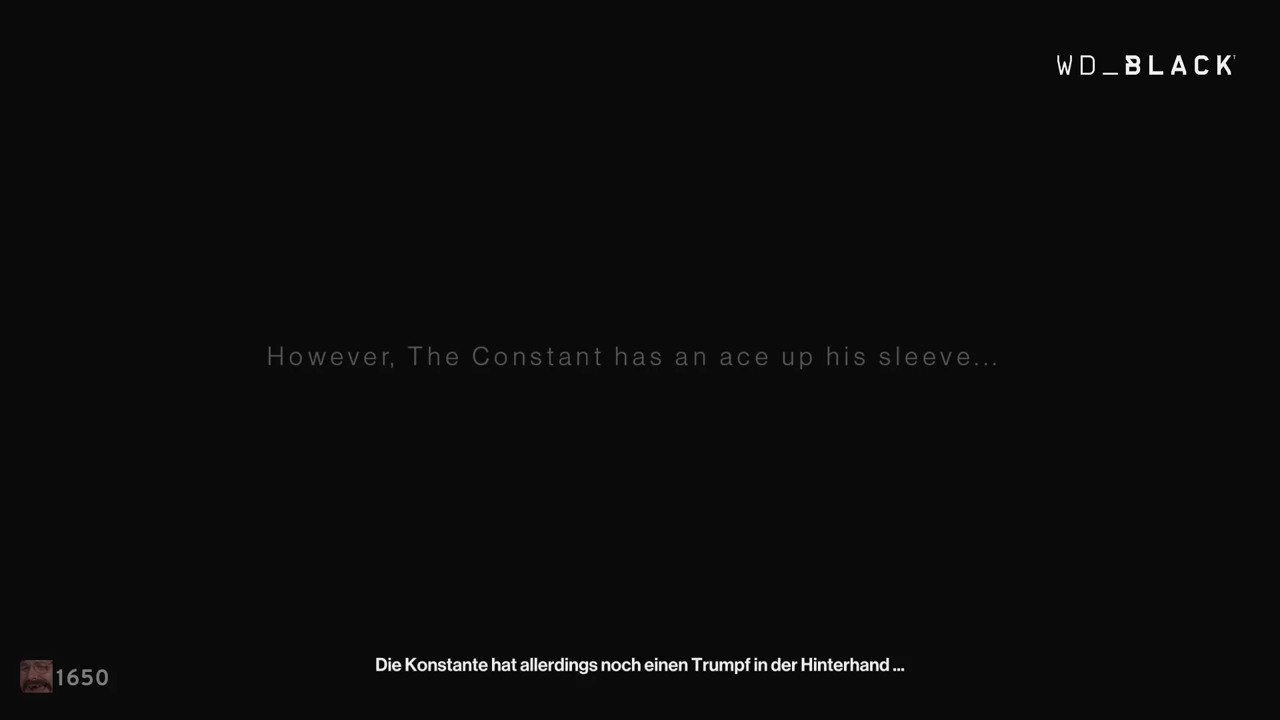 WD_BLACK
However, The Constant has an ace up his sleeve...
1650
Die Konstante hat allerdings noch einen Trumpf in der Hinterhand ...